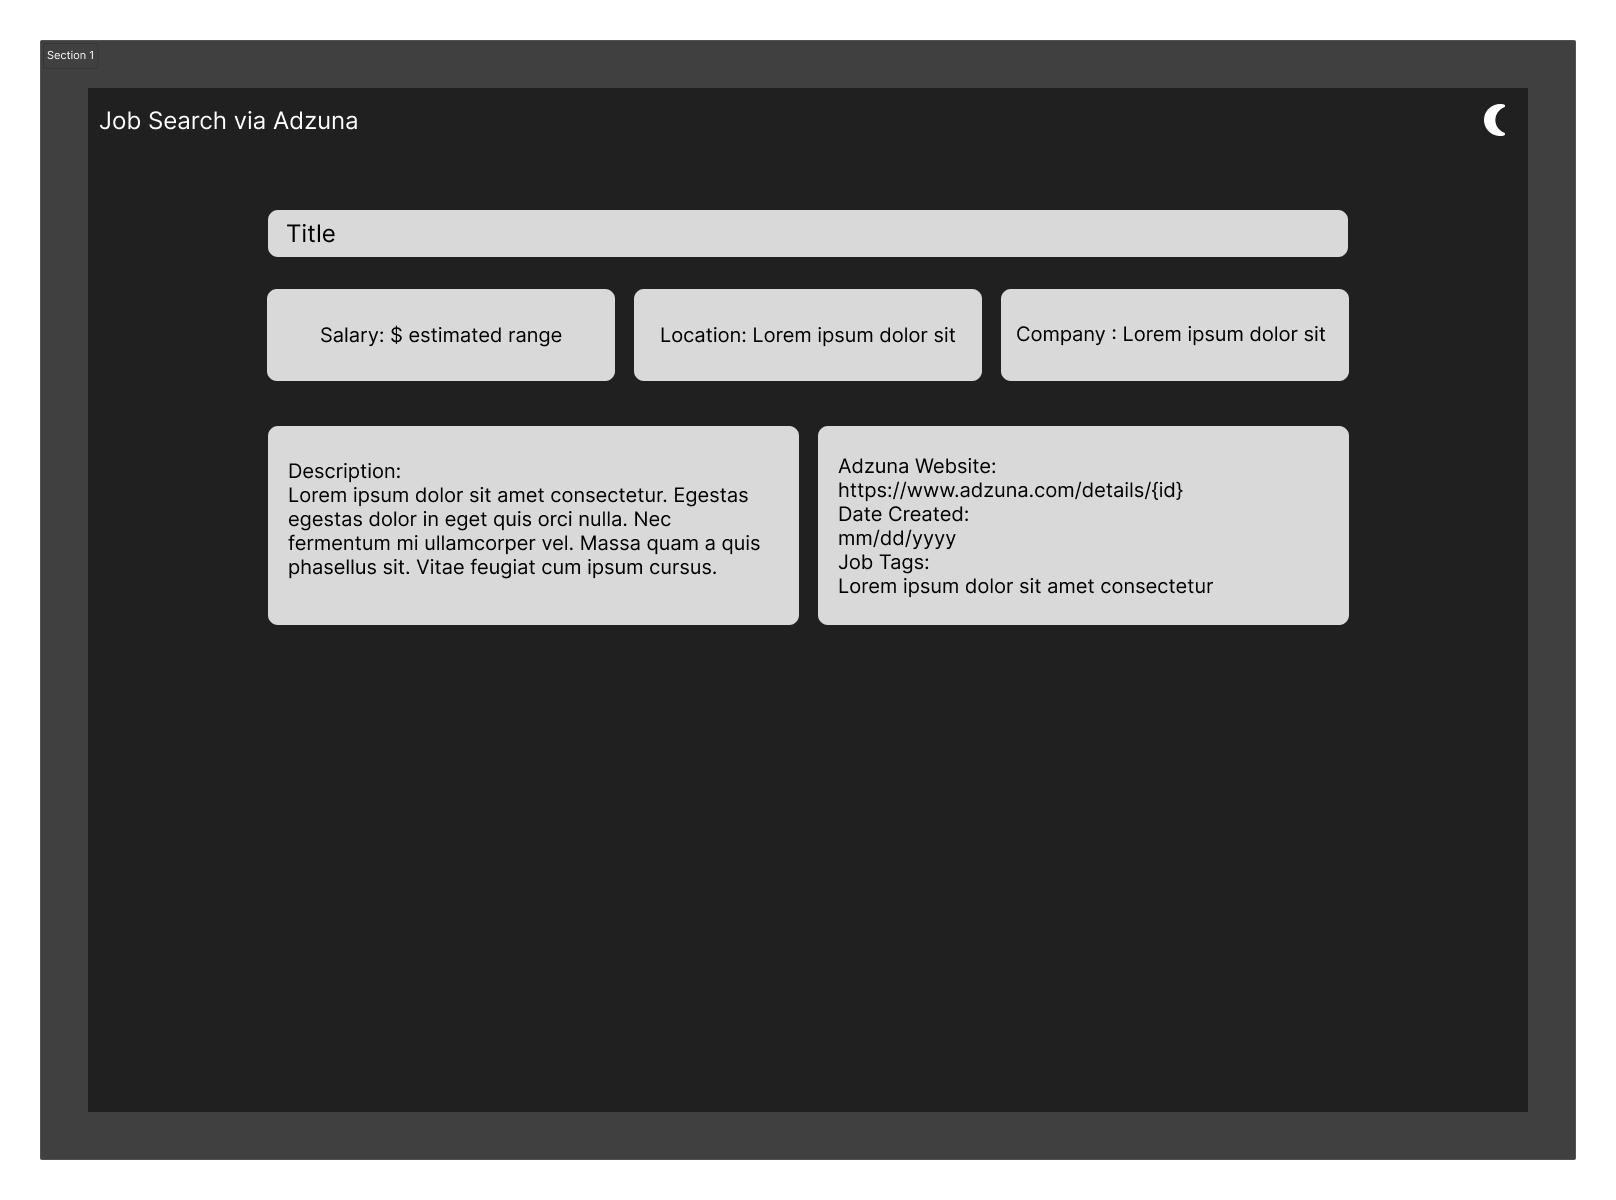 Section 1
Job Search via Adzuna
Title
Salary: $ estimated range
Location: Lorem ipsum dolor sit
Company : Lorem ipsum dolor sit
Description:
Lorem ipsum dolor sit amet consectetur. Egestas
egestas dolor in eget quis orci nulla. Nec
fermentum mi ullamcorper vel. Massa quam a quis
phasellus sit. Vitae feugiat cum ipsum cursus.
Adzuna Website:
https://www.adzuna.com/details/{id}
Date Created:
mm/dd/yyyy
Job Tags:
Lorem ipsum dolor sit amet consectetur